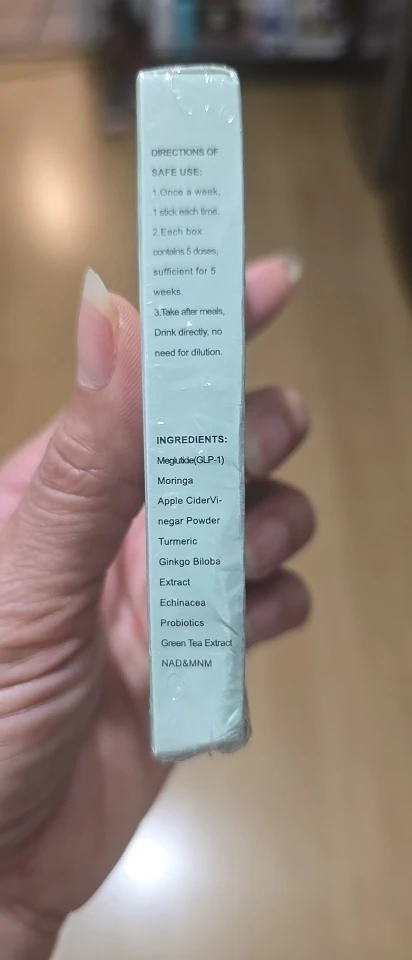 DIRECTIONS OF
SAFE USE:
1.Once a week,
1 stick each time.
2.Each box
contains 5 doses,
sufficient for 5
weeks.
3.Take after meals,
Drink directly, no
need for dilution.
INGREDIENTS:
Meglutide(GLP-1)
Moringa
Apple CiderVi-
negar Powder
Turmeric
Ginkgo Biloba
Extract
Echinacea
Probiotics
Green Tea Extract
NAD&MNM